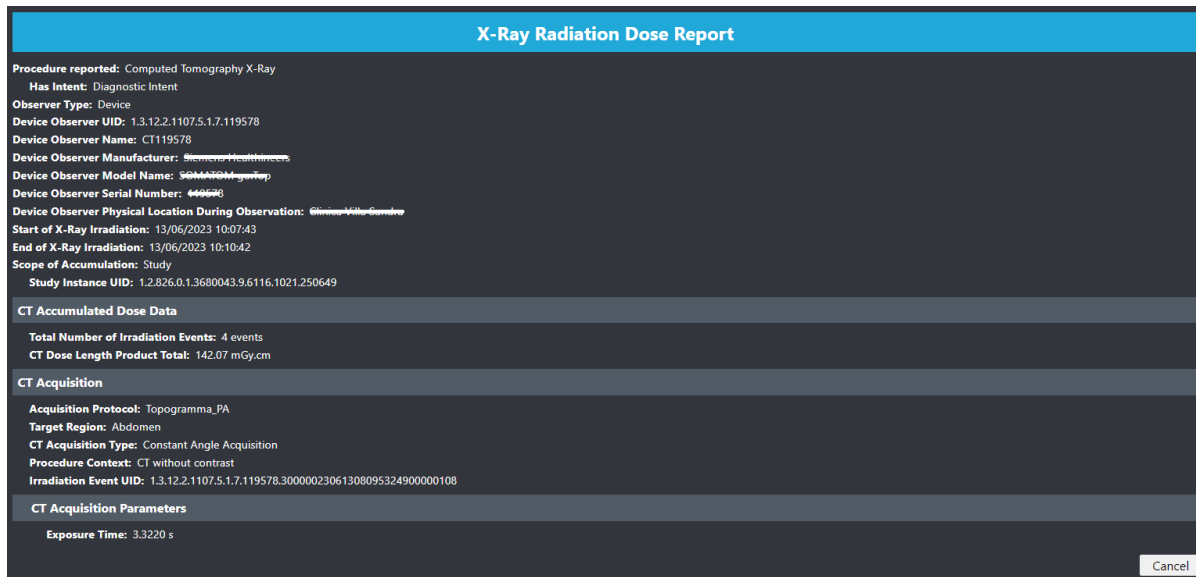 X-Ray Radiation Dose Report
Procedure reported: Computed Tomography X-Ray
Has Intent: Diagnostic Intent
Observer Type: Device
Device Observer UID: 1.3.12.2.1107.5.1.7.119578
Device Observer Name: CT119578
Device Observer Manufacturer:
Device Observer Model Name:
Device Observer Serial Number:
Device Observer Physical Location During Observation:
Start of X-Ray Irradiation: 13/06/2023 10:07:43
End of X-Ray Irradiation: 13/06/2023 10:10:42
Scope of Accumulation: Study
Study Instance UID: 1.2.826.0.1.3680043.9.6116.1021.250649
CT Accumulated Dose Data
Total Number of Irradiation Events: 4 events
CT Dose Length Product Total: 142.07 mGy.cm
CT Acquisition
Acquisition Protocol: Topogramma_PA
Target Region: Abdomen
CT Acquisition Type: Constant Angle Acquisition
Procedure Context: CT without contrast
Irradiation Event UID: 1.3.12.2.1107.5.1.7.119578.30000023061308095324900000108
CT Acquisition Parameters
Exposure Time: 3.3220 s
Cancel